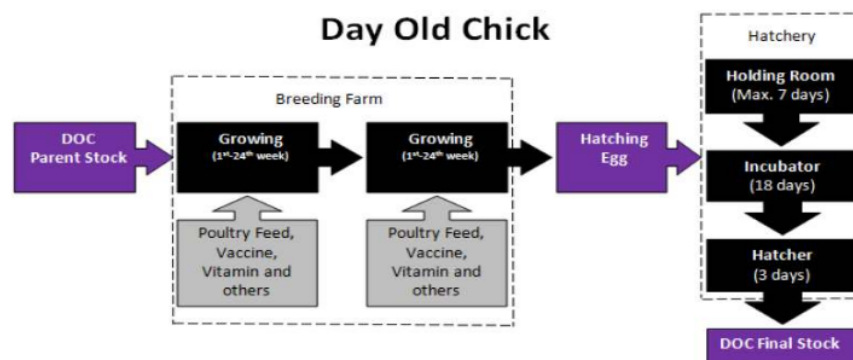 Day Old Chick
Breeding Farm
DOC
Parent Stock
Growing
(1st-24th week)
Growing
(1st-24th week)
Poultry Feed,
Vaccine,
Vitamin and
others
Poultry Feed,
Vaccine,
Vitamin and
others
Hatching
Egg
Hatchery
Holding Room
(Max. 7 days)
Incubator
(18 days)
Hatcher
(3 days)
DOC Final Stock